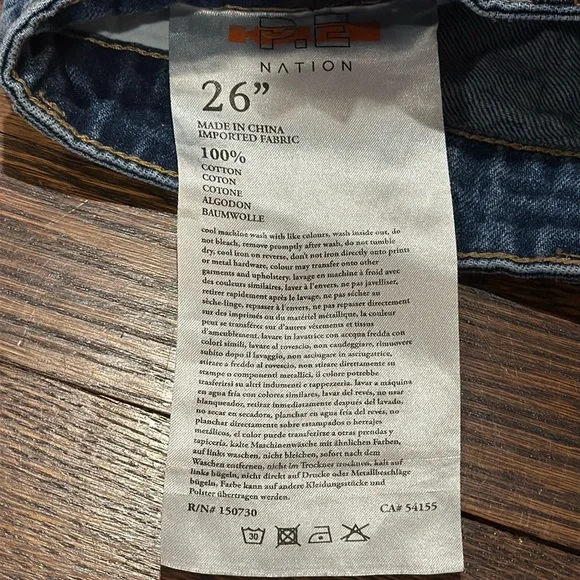 P.E
NATION
26”
MADE IN CHINA
IMPORTED FABRIC
100%
COTTON
COTON
COTONE
ALGODON
BAUMWOLLE
cool machine wash with like colours, wash inside out, do
not bleach, remove promptly after wash, do not tumble
dry, cool iron on reverse, don't iron directly onto prints
or metal hardware, colour may transfer onto other
garments and upholstery. lavage en machine à froid avec
des couleurs similaires, laver à l'envers, ne pas javelliser,
retirer rapidement après le lavage, ne pas sécher au
sèche-linge, repasser à l'envers, ne pas repasser directement
sur des imprimés ou du matériel métallique, la couleur
peut se transférer sur d'autres vêtements et tissus
d'ameublement. lavare in lavatrice con acqua fredda con
colori simili, lavare al rovescio, non candeggiare, rimuovere
subito dopo il lavaggio, non asciugare in asciugatrice,
stirare a freddo al rovescio, non stirare direttamente su
stampe o componenti metallici, il colore potrebbe
trasferirsi su altri indumenti e tappezzeria. lavar a máquina
en agua fría con colores similares, lavar del revés, no usar
blanqueador, retirar inmediatamente después del lavado,
no secar en secadora, planchar en agua fría del revés, no
planchar directamente sobre estampados o herrajes
metálicos, el color puede transferirse a otras prendas y
tapicería, kalte Maschinenwäsche mit ähnlichen Farben,
auf links waschen, nicht bleichen, sofort nach dem
Waschen entfernen, nicht im Trockner trocknen, kalt auf
links bügeln, nicht direkt auf Drucke oder Metallbeschläge
bügeln, Farbe kann auf andere Kleidungsstücke und
Polster übertragen werden.
R/N# 150730 CA# 54155
30